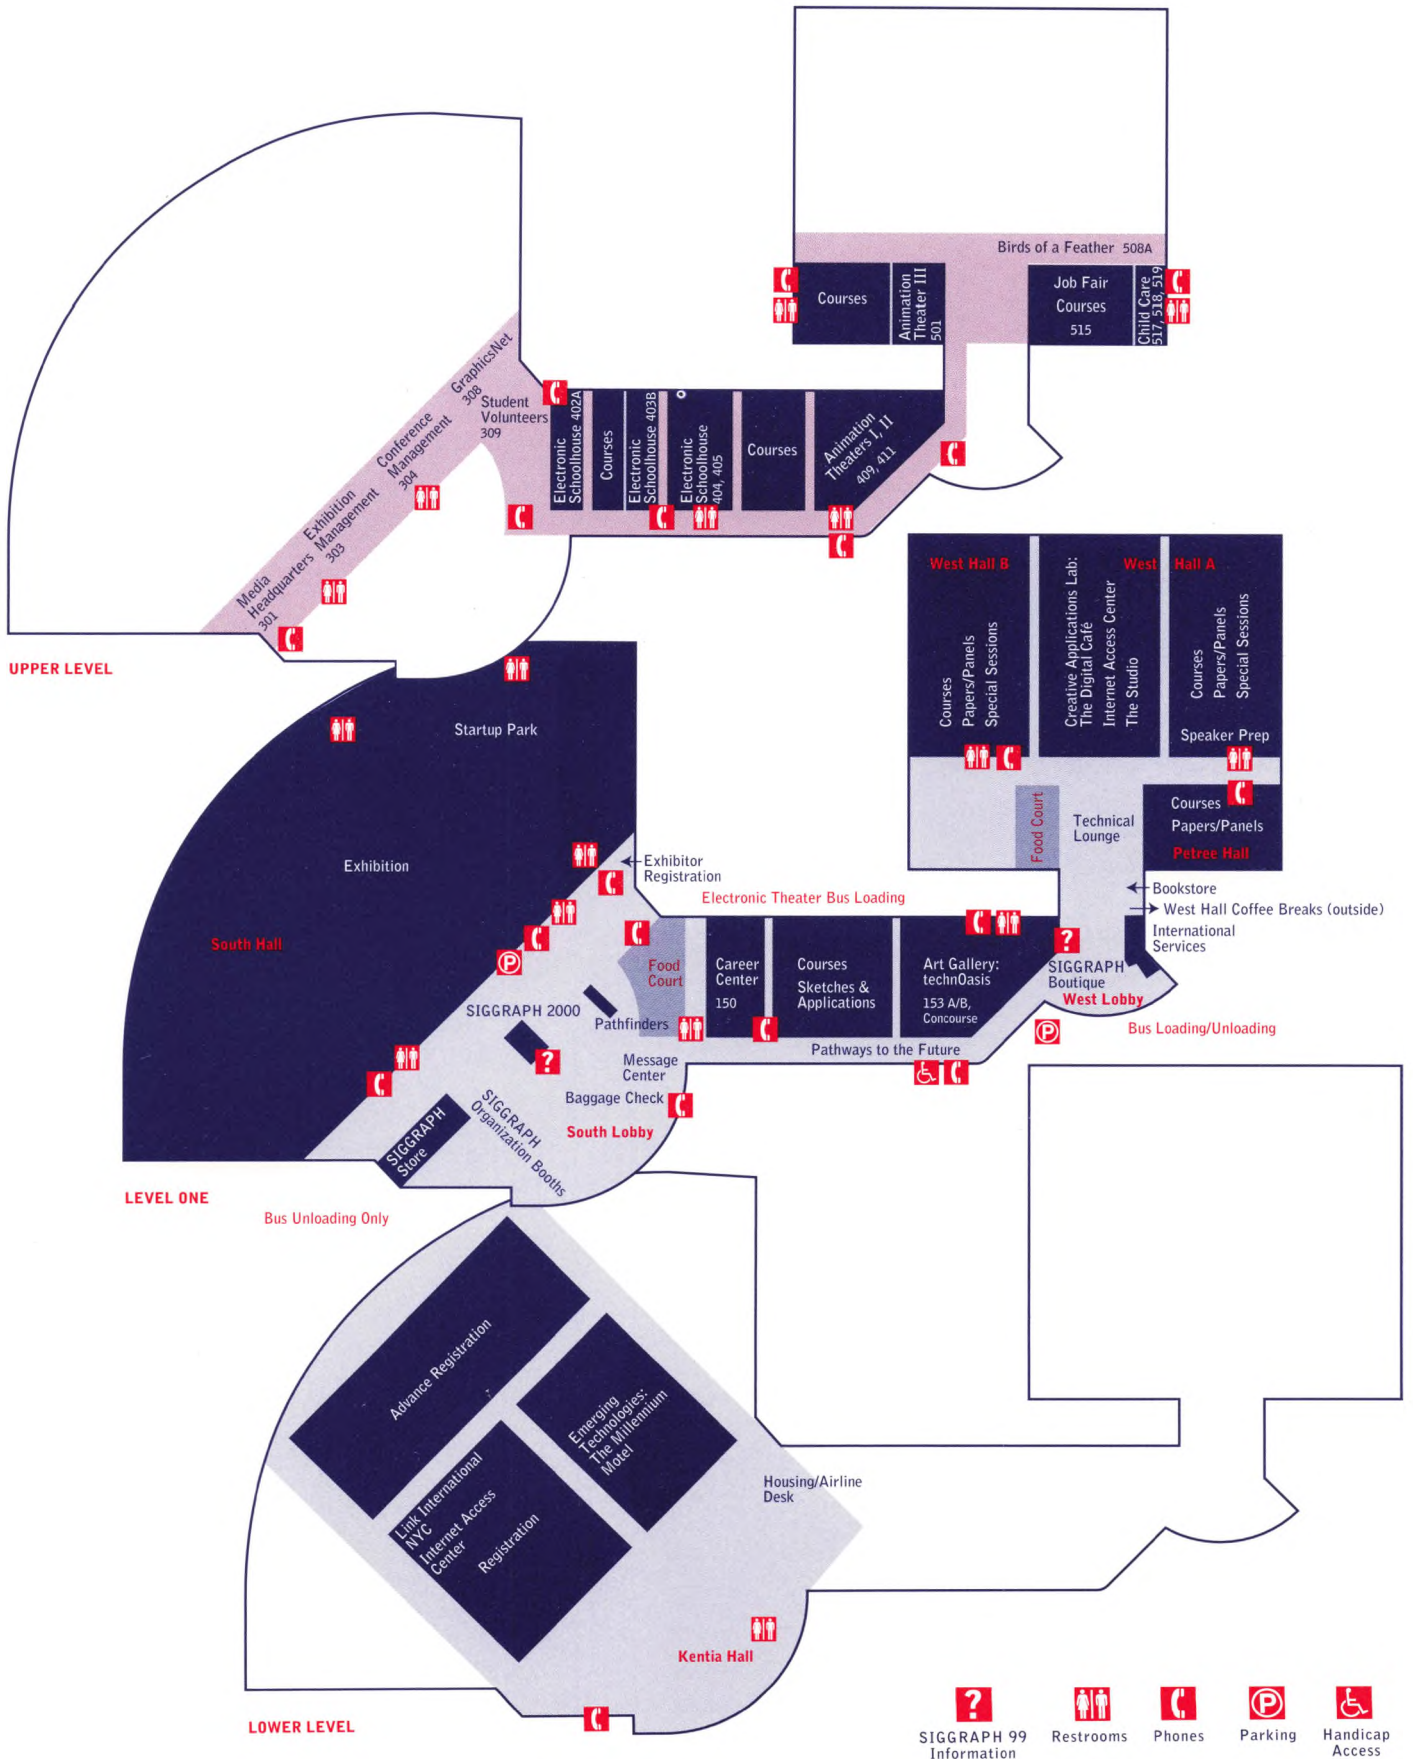 Birds of a Feather 508A
Courses
Animation
Theater III
501
Job Fair
Courses
515
Child Care
517, 518, 519
GraphicsNet
308
Student
Volunteers
309
Conference
Management
304
Exhibition
Management
303
Media
Headquarters
301
Electronic
Schoolhouse 402A
Courses
Electronic
Schoolhouse 403B
Electronic
Schoolhouse
404, 405
Courses
Animation
Theaters I, II
409, 411
UPPER LEVEL
West Hall B
Courses
Papers/Panels
Special Sessions
West Hall A
Creative Applications Lab:
The Digital Café
Internet Access Center
The Studio
Courses
Papers/Panels
Special Sessions
Speaker Prep
Startup Park
Exhibition
South Hall
Exhibitor
Registration
Food Court
Technical
Lounge
Courses
Papers/Panels
Petree Hall
Bookstore
West Hall Coffee Breaks (outside)
International
Services
Electronic Theater Bus Loading
Food
Court
Career
Center
150
Courses
Sketches &
Applications
Art Gallery:
technOasis
153 A/B,
Concourse
?
SIGGRAPH
Boutique
West Lobby
Bus Loading/Unloading
P
P
SIGGRAPH 2000
Pathfinders
?
Message
Center
Pathways to the Future
Baggage Check
South Lobby
SIGGRAPH
Organization Booths
SIGGRAPH
Store
LEVEL ONE
Bus Unloading Only
Advance Registration
Emerging
Technologies:
The Millennium
Motel
Link International
NYC
Internet Access
Center
Registration
Housing/Airline
Desk
Kentia Hall
LOWER LEVEL
?
SIGGRAPH 99
Information
Restrooms
Phones
P
Parking
Handicap
Access